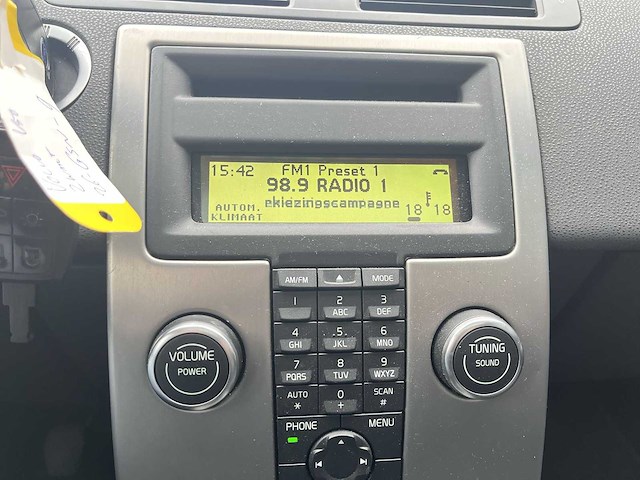 15:42 FM1 Preset 1
98.9 RADIO 1
ekiezingscampagne
AUTOM.
KLIMAAT
18 18
AM/FM MODE
1 2 ABC 3 DEF
4 GHI 5 JKL 6 MNO
7 PQRS 8 TUV 9 WXYZ
AUTO * 0 + SCAN #
PHONE MENU
VOLUME
POWER
TUNING
SOUND